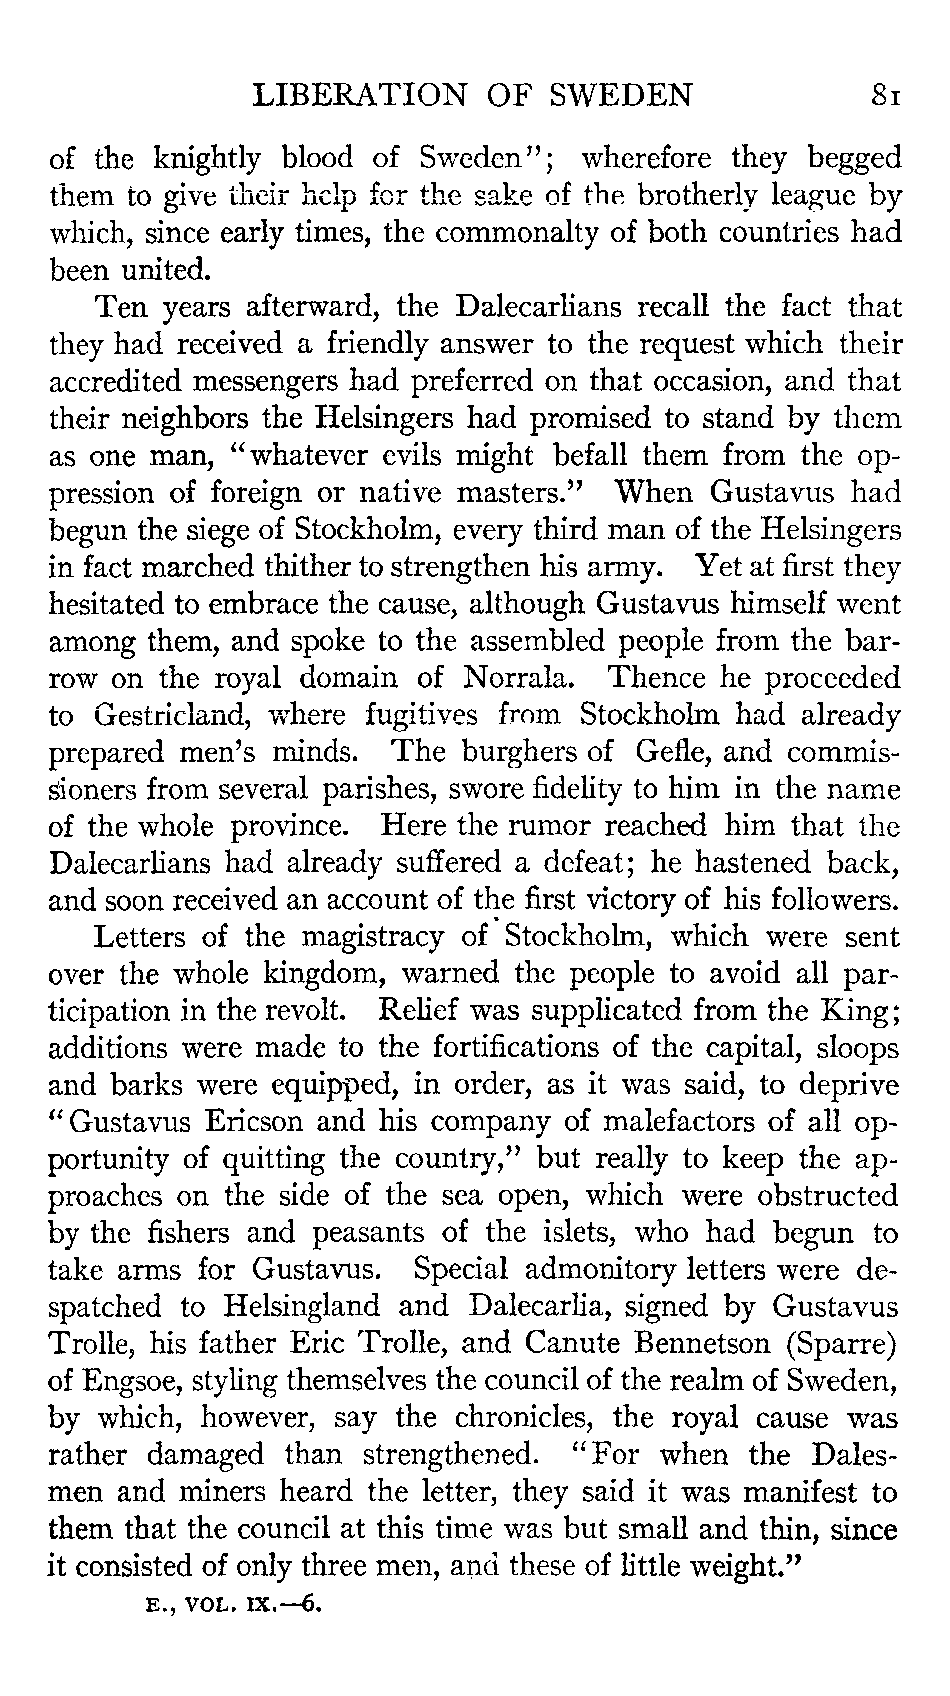 LIBERATION OF SWEDEN 81
of the knightly blood of Sweden”; wherefore they begged
them to give their help for the sake of the brotherly league by
which, since early times, the commonalty of both countries had
been united.
Ten years afterward, the Dalecarlians recall the fact that
they had received a friendly answer to the request which their
accredited messengers had preferred on that occasion, and that
their neighbors the Helsingers had promised to stand by them
as one man, “whatever evils might befall them from the op-
pression of foreign or native masters.” When Gustavus had
begun the siege of Stockholm, every third man of the Helsingers
in fact marched thither to strengthen his army. Yet at first they
hesitated to embrace the cause, although Gustavus himself went
among them, and spoke to the assembled people from the bar-
row on the royal domain of Norrala. Thence he proceeded
to Gestricland, where fugitives from Stockholm had already
prepared men’s minds. The burghers of Gefle, and commis-
sioners from several parishes, swore fidelity to him in the name
of the whole province. Here the rumor reached him that the
Dalecarlians had already suffered a defeat; he hastened back,
and soon received an account of the first victory of his followers.
Letters of the magistracy of Stockholm, which were sent
over the whole kingdom, warned the people to avoid all par-
ticipation in the revolt. Relief was supplicated from the King;
additions were made to the fortifications of the capital, sloops
and barks were equipped, in order, as it was said, to deprive
“Gustavus Ericson and his company of malefactors of all op-
portunity of quitting the country,” but really to keep the ap-
proaches on the side of the sea open, which were obstructed
by the fishers and peasants of the islets, who had begun to
take arms for Gustavus. Special admonitory letters were de-
spatched to Helsingland and Dalecarlia, signed by Gustavus
Trolle, his father Eric Trolle, and Canute Bennetson (Sparre)
of Engsoe, styling themselves the council of the realm of Sweden,
by which, however, say the chronicles, the royal cause was
rather damaged than strengthened. “For when the Dales-
men and miners heard the letter, they said it was manifest to
them that the council at this time was but small and thin, since
it consisted of only three men, and these of little weight.”
E., VOL. IX.—6.